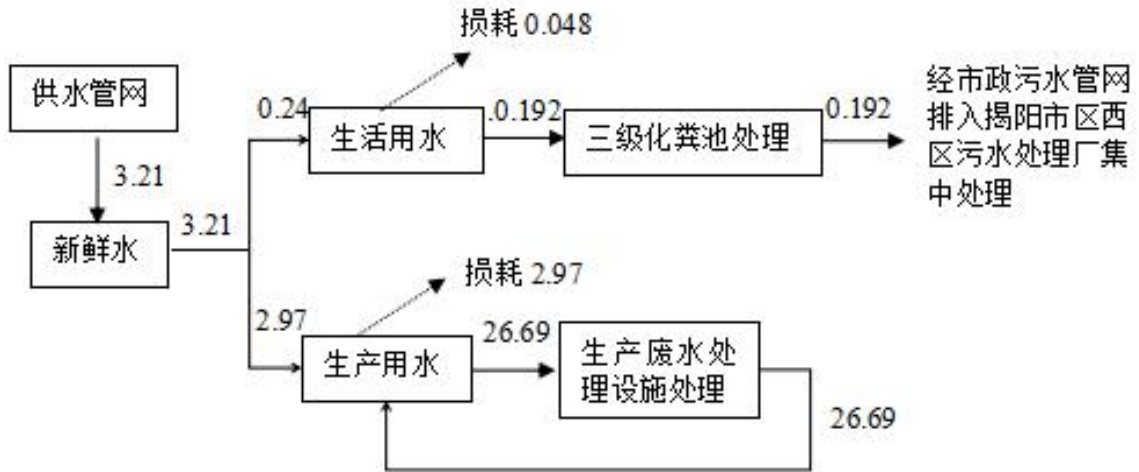 损耗 0.048
供水管网
0.24
生活用水
.0.192
三级化粪池处理
0.192
经市政污水管网
排入揭阳市区西
区污水处理厂集
中处理
3.21
新鲜水
3.21
损耗 2.97
2.97
生产用水
26.69
生产废水处
理设施处理
26.69